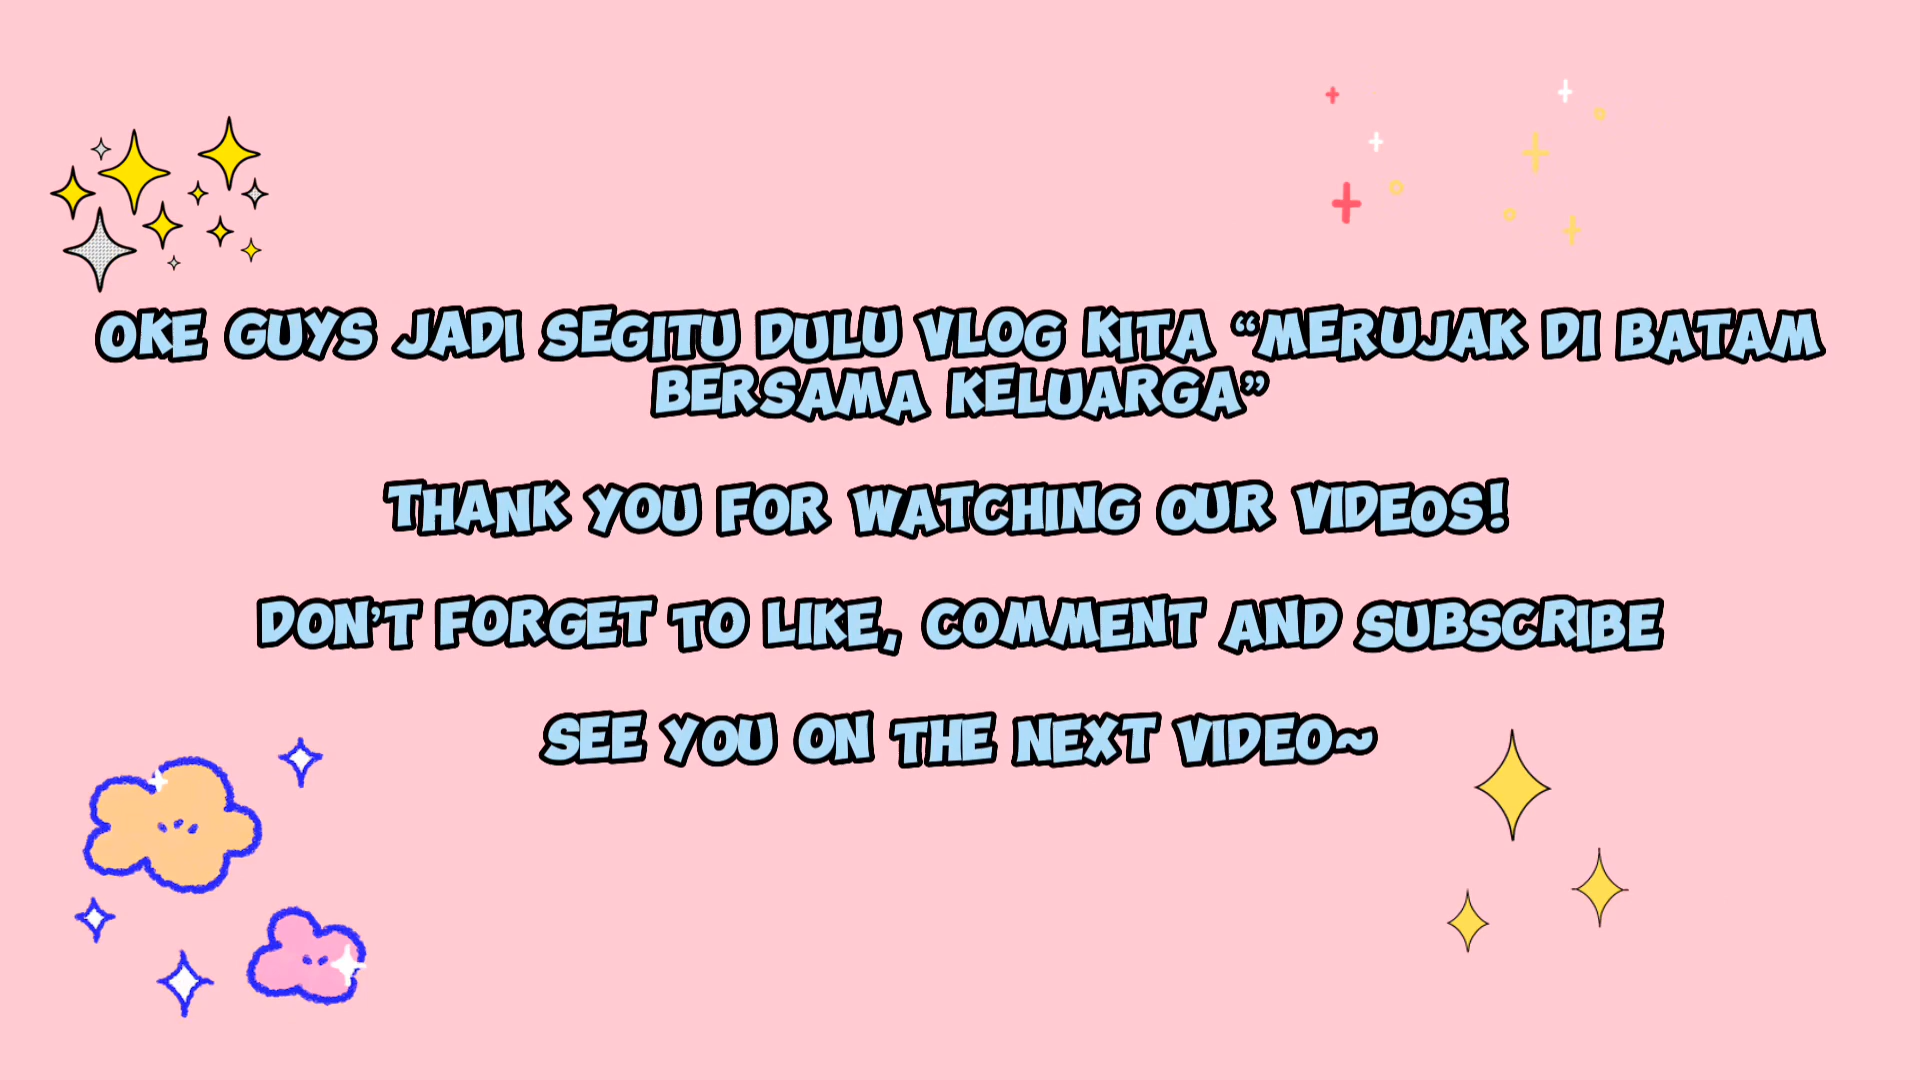 OKE GUYS JADI SEGITU DULU VLOG KITA “MERUJAK DI BATAM
BERSAMA KELUARGA”
THANK YOU FOR WATCHING OUR VIDEOS!
DON’T FORGET TO LIKE, COMMENT AND SUBSCRIBE
SEE YOU ON THE NEXT VIDEO~